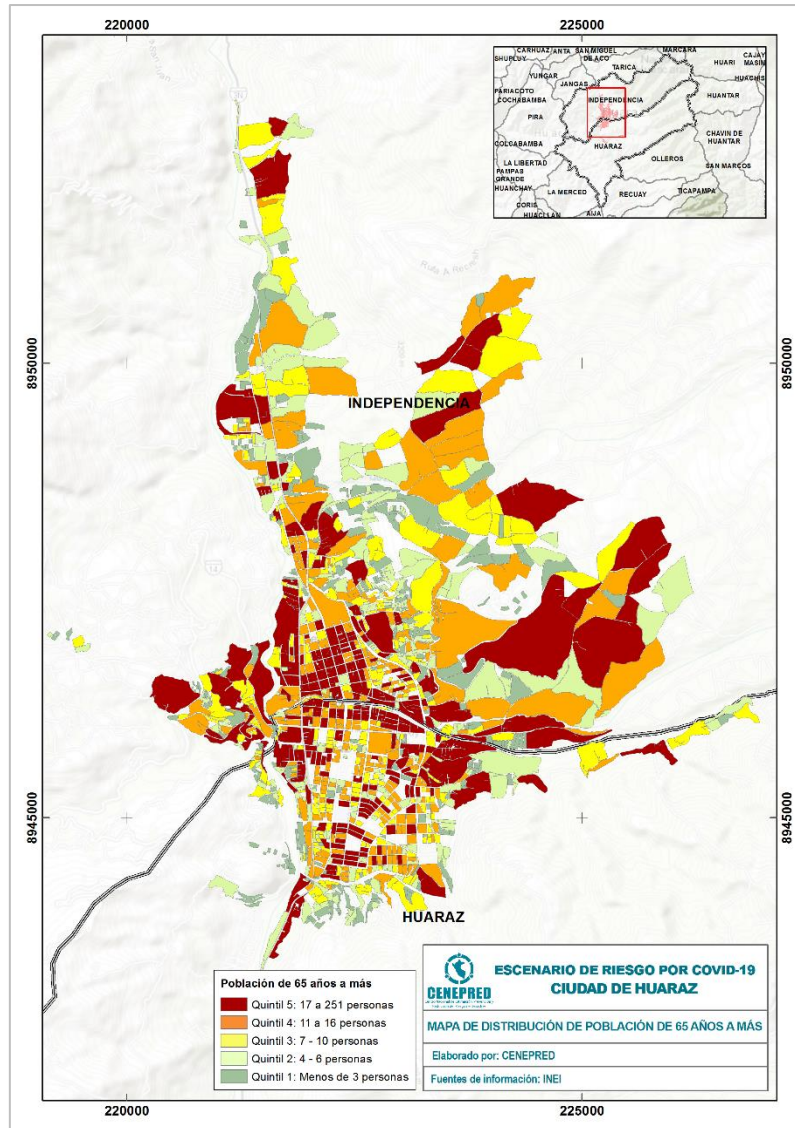 220000
225000
CARHUAZ
ANTA
SAN MIGUEL
DE ACO
MARCARA
CAJAY
MASIN
SHUPLUY
TARICA
HUARI
YUNGAR
JANGAS
HUACHIS
PARIACOTO
COCHABAMBA
INDEPENDENCIA
HUANTAR
PIRA
CHAVIN DE
HUANTAR
COLCABAMBA
HUARAZ
OLLEROS
LA LIBERTAD
SAN MARCOS
PAMPAS
GRANDE
HUANCHAY
LA MERCED
RECUAY
TICAPAMPA
CORIS
HUACLLAN
AIJA
8950000
8950000
INDEPENDENCIA
8945000
8945000
HUARAZ
Población de 65 años a más
Quintil 5: 17 a 251 personas
Quintil 4: 11 a 16 personas
Quintil 3: 7 - 10 personas
Quintil 2: 4 - 6 personas
Quintil 1: Menos de 3 personas
CENEPRED
ESCENARIO DE RIESGO POR COVID-19
CIUDAD DE HUARAZ
MAPA DE DISTRIBUCIÓN DE POBLACIÓN DE 65 AÑOS A MÁS
Elaborado por: CENEPRED
Fuentes de información: INEI
220000
225000